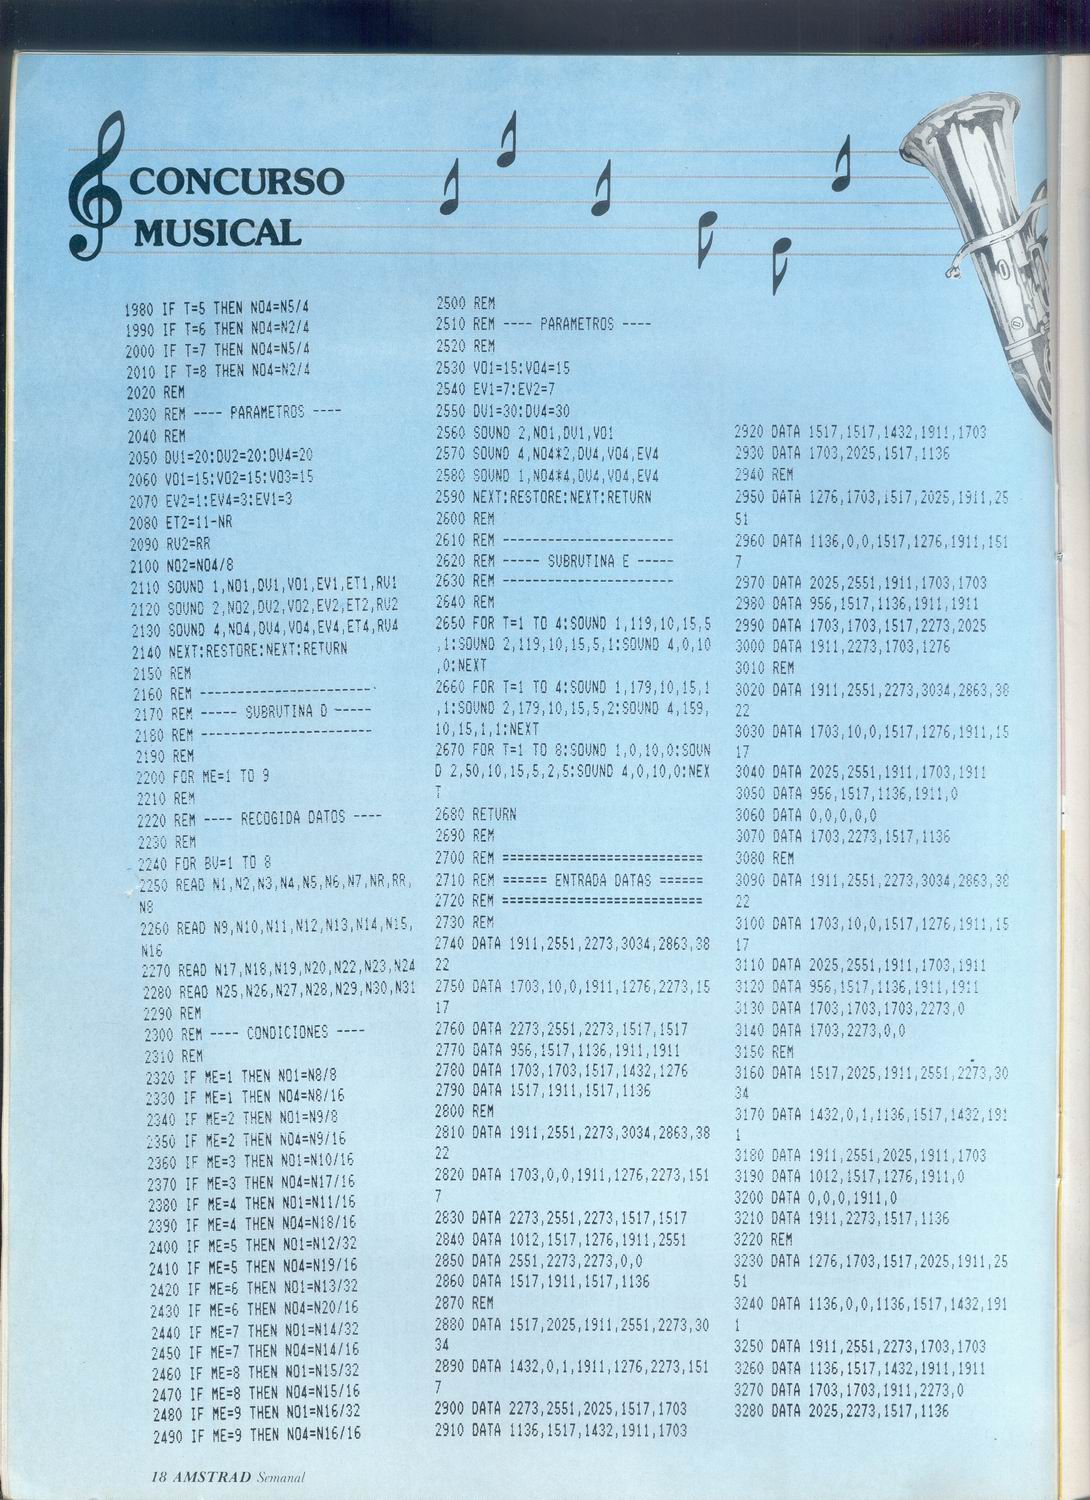 CONCURSO
MUSICAL
1980 IF T=5 THEN NO4=N5/4
1990 IF T=6 THEN NO4=N2/4
2000 IF T=7 THEN NO4=N5/4
2010 IF T=8 THEN NO4=N2/4
2020 REM
2030 REM ---- PARAMETROS ----
2040 REM
2050 DU1=20:DU2=20:DU4=20
2060 VO1=15:VO2=15:VO3=15
2070 EV2=1:EV4=3:EV1=3
2080 ET2=11-NR
2090 RU2=RR
2100 NO2=NO4/8
2110 SOUND 1,NO1,DU1,VO1,EV1,ET1,RU1
2120 SOUND 2,NO2,DU2,VO2,EV2,ET2,RU2
2130 SOUND 4,NO4,DU4,VO4,EV4,ET4,RU4
2140 NEXT:RESTORE:NEXT:RETURN
2150 REM
2160 REM -----------------------
2170 REM ----- SUBRUTINA D -----
2180 REM -----------------------
2190 REM
2200 FOR ME=1 TO 9
2210 REM
2220 REM ---- RECOGIDA DATOS ----
2230 REM
2240 FOR BU=1 TO 8
2250 READ N1,N2,N3,N4,N5,N6,N7,NR,RR,
N8
2260 READ N9,N10,N11,N12,N13,N14,N15,
N16
2270 READ N17,N18,N19,N20,N22,N23,N24
2280 READ N25,N26,N27,N28,N29,N30,N31
2290 REM
2300 REM ---- CONDICIONES ----
2310 REM
2320 IF ME=1 THEN NO1=N8/8
2330 IF ME=1 THEN NO4=N8/16
2340 IF ME=2 THEN NO1=N9/8
2350 IF ME=2 THEN NO4=N9/16
2360 IF ME=3 THEN NO1=N10/16
2370 IF ME=3 THEN NO4=N17/16
2380 IF ME=4 THEN NO1=N11/16
2390 IF ME=4 THEN NO4=N18/16
2400 IF ME=5 THEN NO1=N12/32
2410 IF ME=5 THEN NO4=N19/16
2420 IF ME=6 THEN NO1=N13/32
2430 IF ME=6 THEN NO4=N20/16
2440 IF ME=7 THEN NO1=N14/32
2450 IF ME=7 THEN NO4=N14/16
2460 IF ME=8 THEN NO1=N15/32
2470 IF ME=8 THEN NO4=N15/16
2480 IF ME=9 THEN NO1=N16/32
2490 IF ME=9 THEN NO4=N16/16
2500 REM
2510 REM ---- PARAMETROS ----
2520 REM
2530 VO1=15:VO4=15
2540 EV1=7:EV2=7
2550 DU1=30:DU4=30
2560 SOUND 2,NO1,DU1,VO1
2570 SOUND 4,NO4*2,DU4,VO4,EV4
2580 SOUND 1,NO4*4,DU4,VO4,EV4
2590 NEXT:RESTORE:NEXT:RETURN
2600 REM
2610 REM -----------------------
2620 REM ----- SUBRUTINA E -----
2630 REM -----------------------
2640 REM
2650 FOR T=1 TO 4:SOUND 1,119,10,15,5
,1:SOUND 2,119,10,15,5,1:SOUND 4,0,10
,0:NEXT
2660 FOR T=1 TO 4:SOUND 1,179,10,15,1
,1:SOUND 2,179,10,15,5,2:SOUND 4,159,
10,15,1,1:NEXT
2670 FOR T=1 TO 8:SOUND 1,0,10,0:SOUN
D 2,50,10,15,5,2,5:SOUND 4,0,10,0:NEX
T
2680 RETURN
2690 REM
2700 REM ===========================
2710 REM ====== ENTRADA DATAS ======
2720 REM ===========================
2730 REM
2740 DATA 1911,2551,2273,3034,2863,38
22
2750 DATA 1703,10,0,1911,1276,2273,15
17
2760 DATA 2273,2551,2273,1517,1517
2770 DATA 956,1517,1136,1911,1911
2780 DATA 1703,1703,1517,1432,1276
2790 DATA 1517,1911,1517,1136
2800 REM
2810 DATA 1911,2551,2273,3034,2863,38
22
2820 DATA 1703,0,0,1911,1276,2273,151
7
2830 DATA 2273,2551,2273,1517,1517
2840 DATA 1012,1517,1276,1911,2551
2850 DATA 2551,2273,2273,0,0
2860 DATA 1517,1911,1517,1136
2870 REM
2880 DATA 1517,2025,1911,2551,2273,30
34
2890 DATA 1432,0,1,1911,1276,2273,151
7
2900 DATA 2273,2551,2025,1517,1703
2910 DATA 1136,1517,1432,1911,1703
2920 DATA 1517,1517,1432,1911,1703
2930 DATA 1703,2025,1517,1136
2940 REM
2950 DATA 1276,1703,1517,2025,1911,25
51
2960 DATA 1136,0,0,1517,1276,1911,151
7
2970 DATA 2025,2551,1911,1703,1703
2980 DATA 956,1517,1136,1911,1911
2990 DATA 1703,1703,1517,2273,2025
3000 DATA 1911,2273,1703,1276
3010 REM
3020 DATA 1911,2551,2273,3034,2863,38
22
3030 DATA 1703,10,0,1517,1276,1911,15
17
3040 DATA 2025,2551,1911,1703,1911
3050 DATA 956,1517,1136,1911,0
3060 DATA 0,0,0,0,0
3070 DATA 1703,2273,1517,1136
3080 REM
3090 DATA 1911,2551,2273,3034,2863,38
22
3100 DATA 1703,10,0,1517,1276,1911,15
17
3110 DATA 2025,2551,1911,1703,1911
3120 DATA 956,1517,1136,1911,1911
3130 DATA 1703,1703,1703,2273,0
3140 DATA 1703,2273,0,0
3150 REM
3160 DATA 1517,2025,1911,2551,2273,30
34
3170 DATA 1432,0,1,1136,1517,1432,191
1
3180 DATA 1911,2551,2025,1911,1703
3190 DATA 1012,1517,1276,1911,0
3200 DATA 0,0,0,1911,0
3210 DATA 1911,2273,1517,1136
3220 REM
3230 DATA 1276,1703,1517,2025,1911,25
51
3240 DATA 1136,0,0,1136,1517,1432,191
1
3250 DATA 1911,2551,2273,1703,1703
3260 DATA 1136,1517,1432,1911,1911
3270 DATA 1703,1703,1911,2273,0
3280 DATA 2025,2273,1517,1136
18 AMSTRAD Semanal